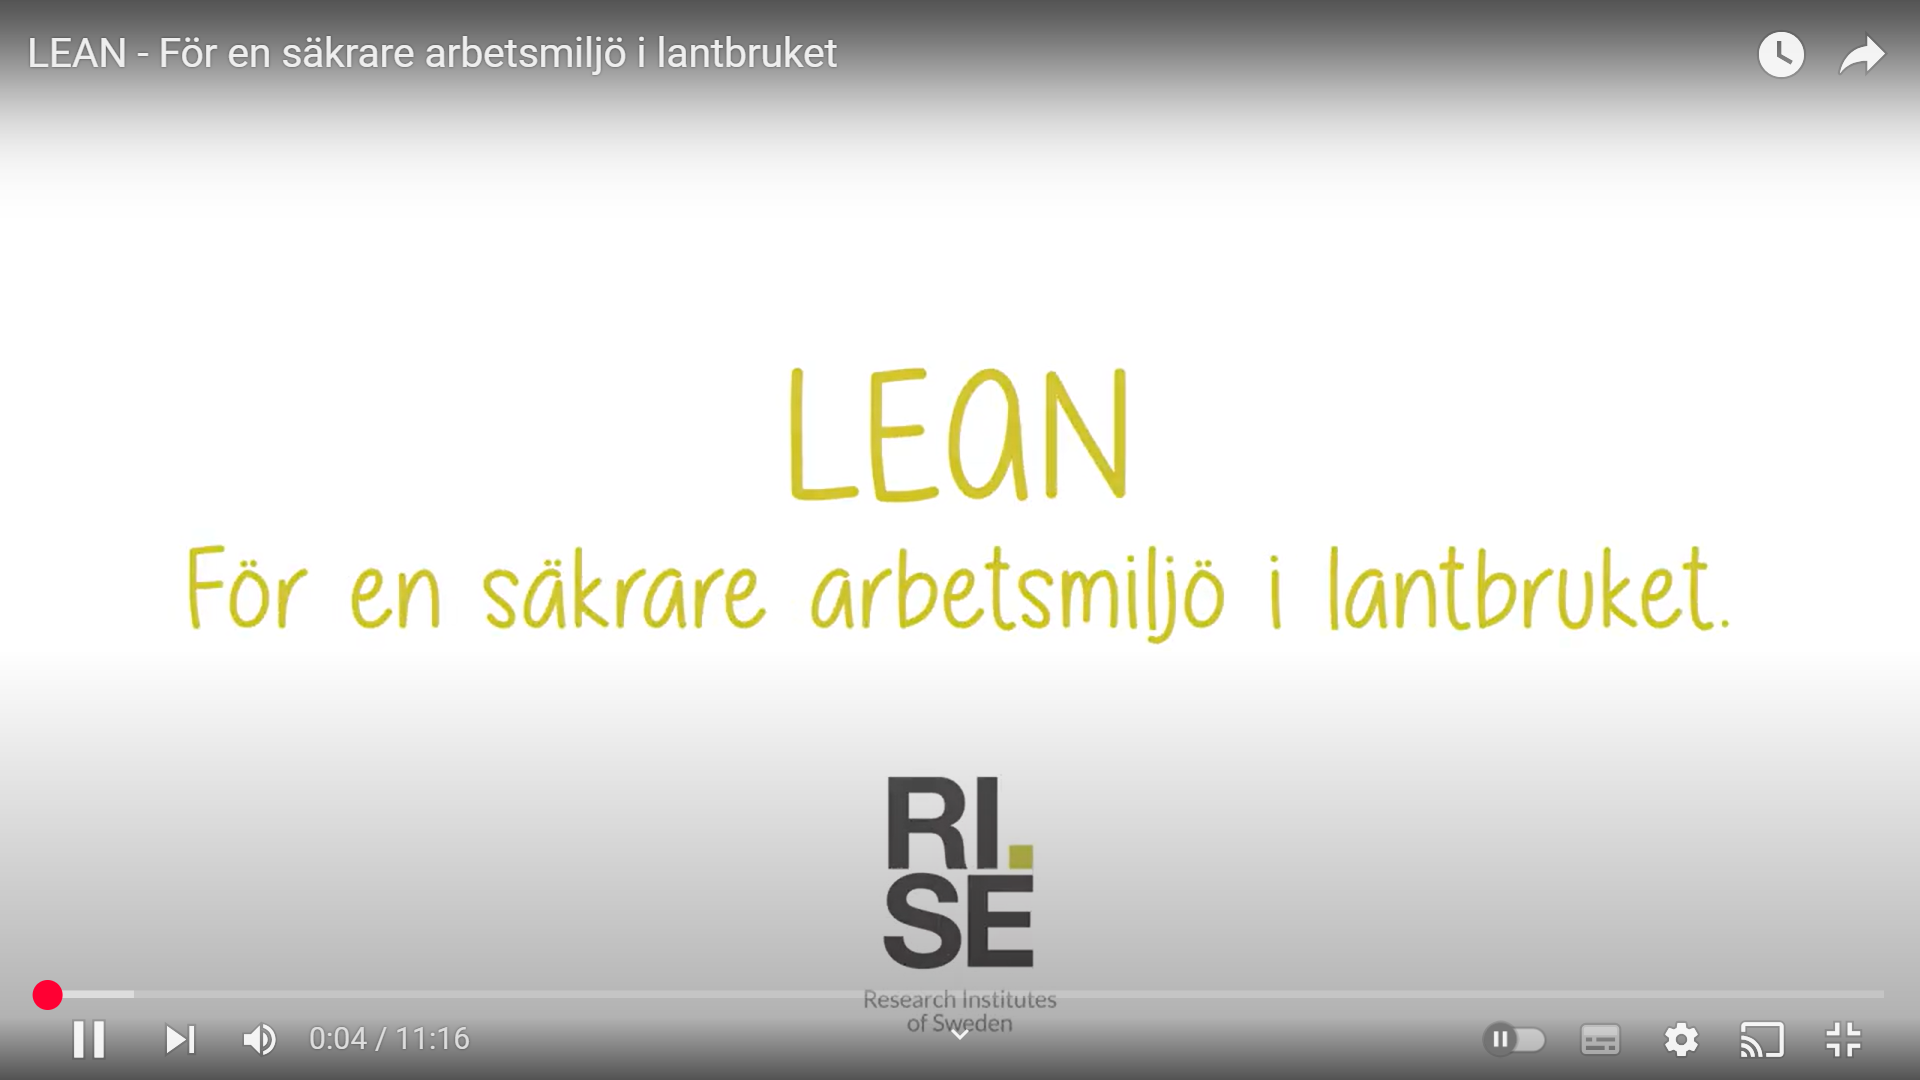 LEAN - För en säkrare arbetsmiljö i lantbruket
LEAN
För en säkrare arbetsmiljö i lantbruket.
RI.
SE
Research Institutes
of Sweden
0:04 / 11:16